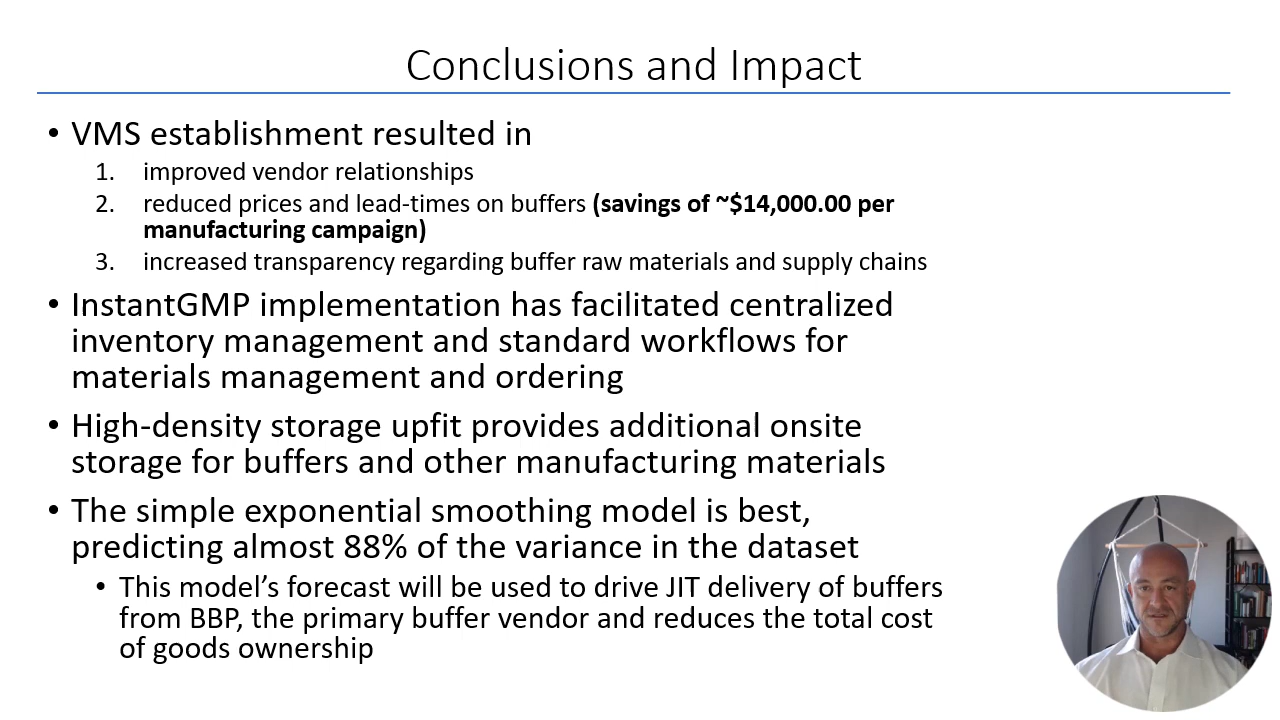 Conclusions and Impact
• VMS establishment resulted in
1. improved vendor relationships
2. reduced prices and lead-times on buffers (savings of ~$14,000.00 per
manufacturing campaign)
3. increased transparency regarding buffer raw materials and supply chains
• InstantGMP implementation has facilitated centralized
inventory management and standard workflows for
materials management and ordering
• High-density storage upfit provides additional onsite
storage for buffers and other manufacturing materials
• The simple exponential smoothing model is best,
predicting almost 88% of the variance in the dataset
• This model’s forecast will be used to drive JIT delivery of buffers
from BBP, the primary buffer vendor and reduces the total cost
of goods ownership